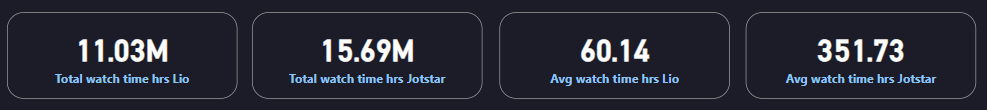 11.03M
Total watch time hrs Lio
15.69M
Total watch time hrs Jotstar
60.14
Avg watch time hrs Lio
351.73
Avg watch time hrs Jotstar